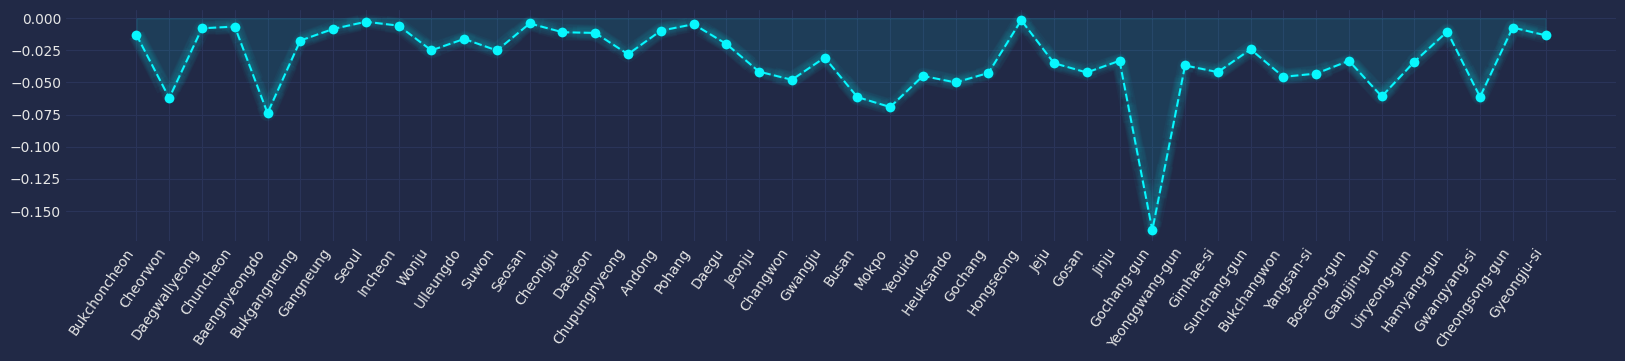 0.000
−0.025
−0.050
−0.075
−0.100
−0.125
−0.150
Bukchoncheon
Cheorwon
Daegwallyeong
Chuncheon
Baengnyeongdo
Bukgangneung
Gangneung
Seoul
Incheon
Wonju
Ulleungdo
Suwon
Seosan
Cheongju
Daejeon
Chupungnyeong
Andong
Pohang
Daegu
Jeonju
Changwon
Gwangju
Busan
Mokpo
Yeouido
Heuksando
Gochang
Hongseong
Jeju
Gosan
Jinju
Gochang-gun
Yeonggwang-gun
Gimhae-si
Sunchang-gun
Bukchangwon
Yangsan-si
Boseong-gun
Gangjin-gun
Uiryeong-gun
Hamyang-gun
Gwangyang-si
Cheongsong-gun
Gyeongju-si